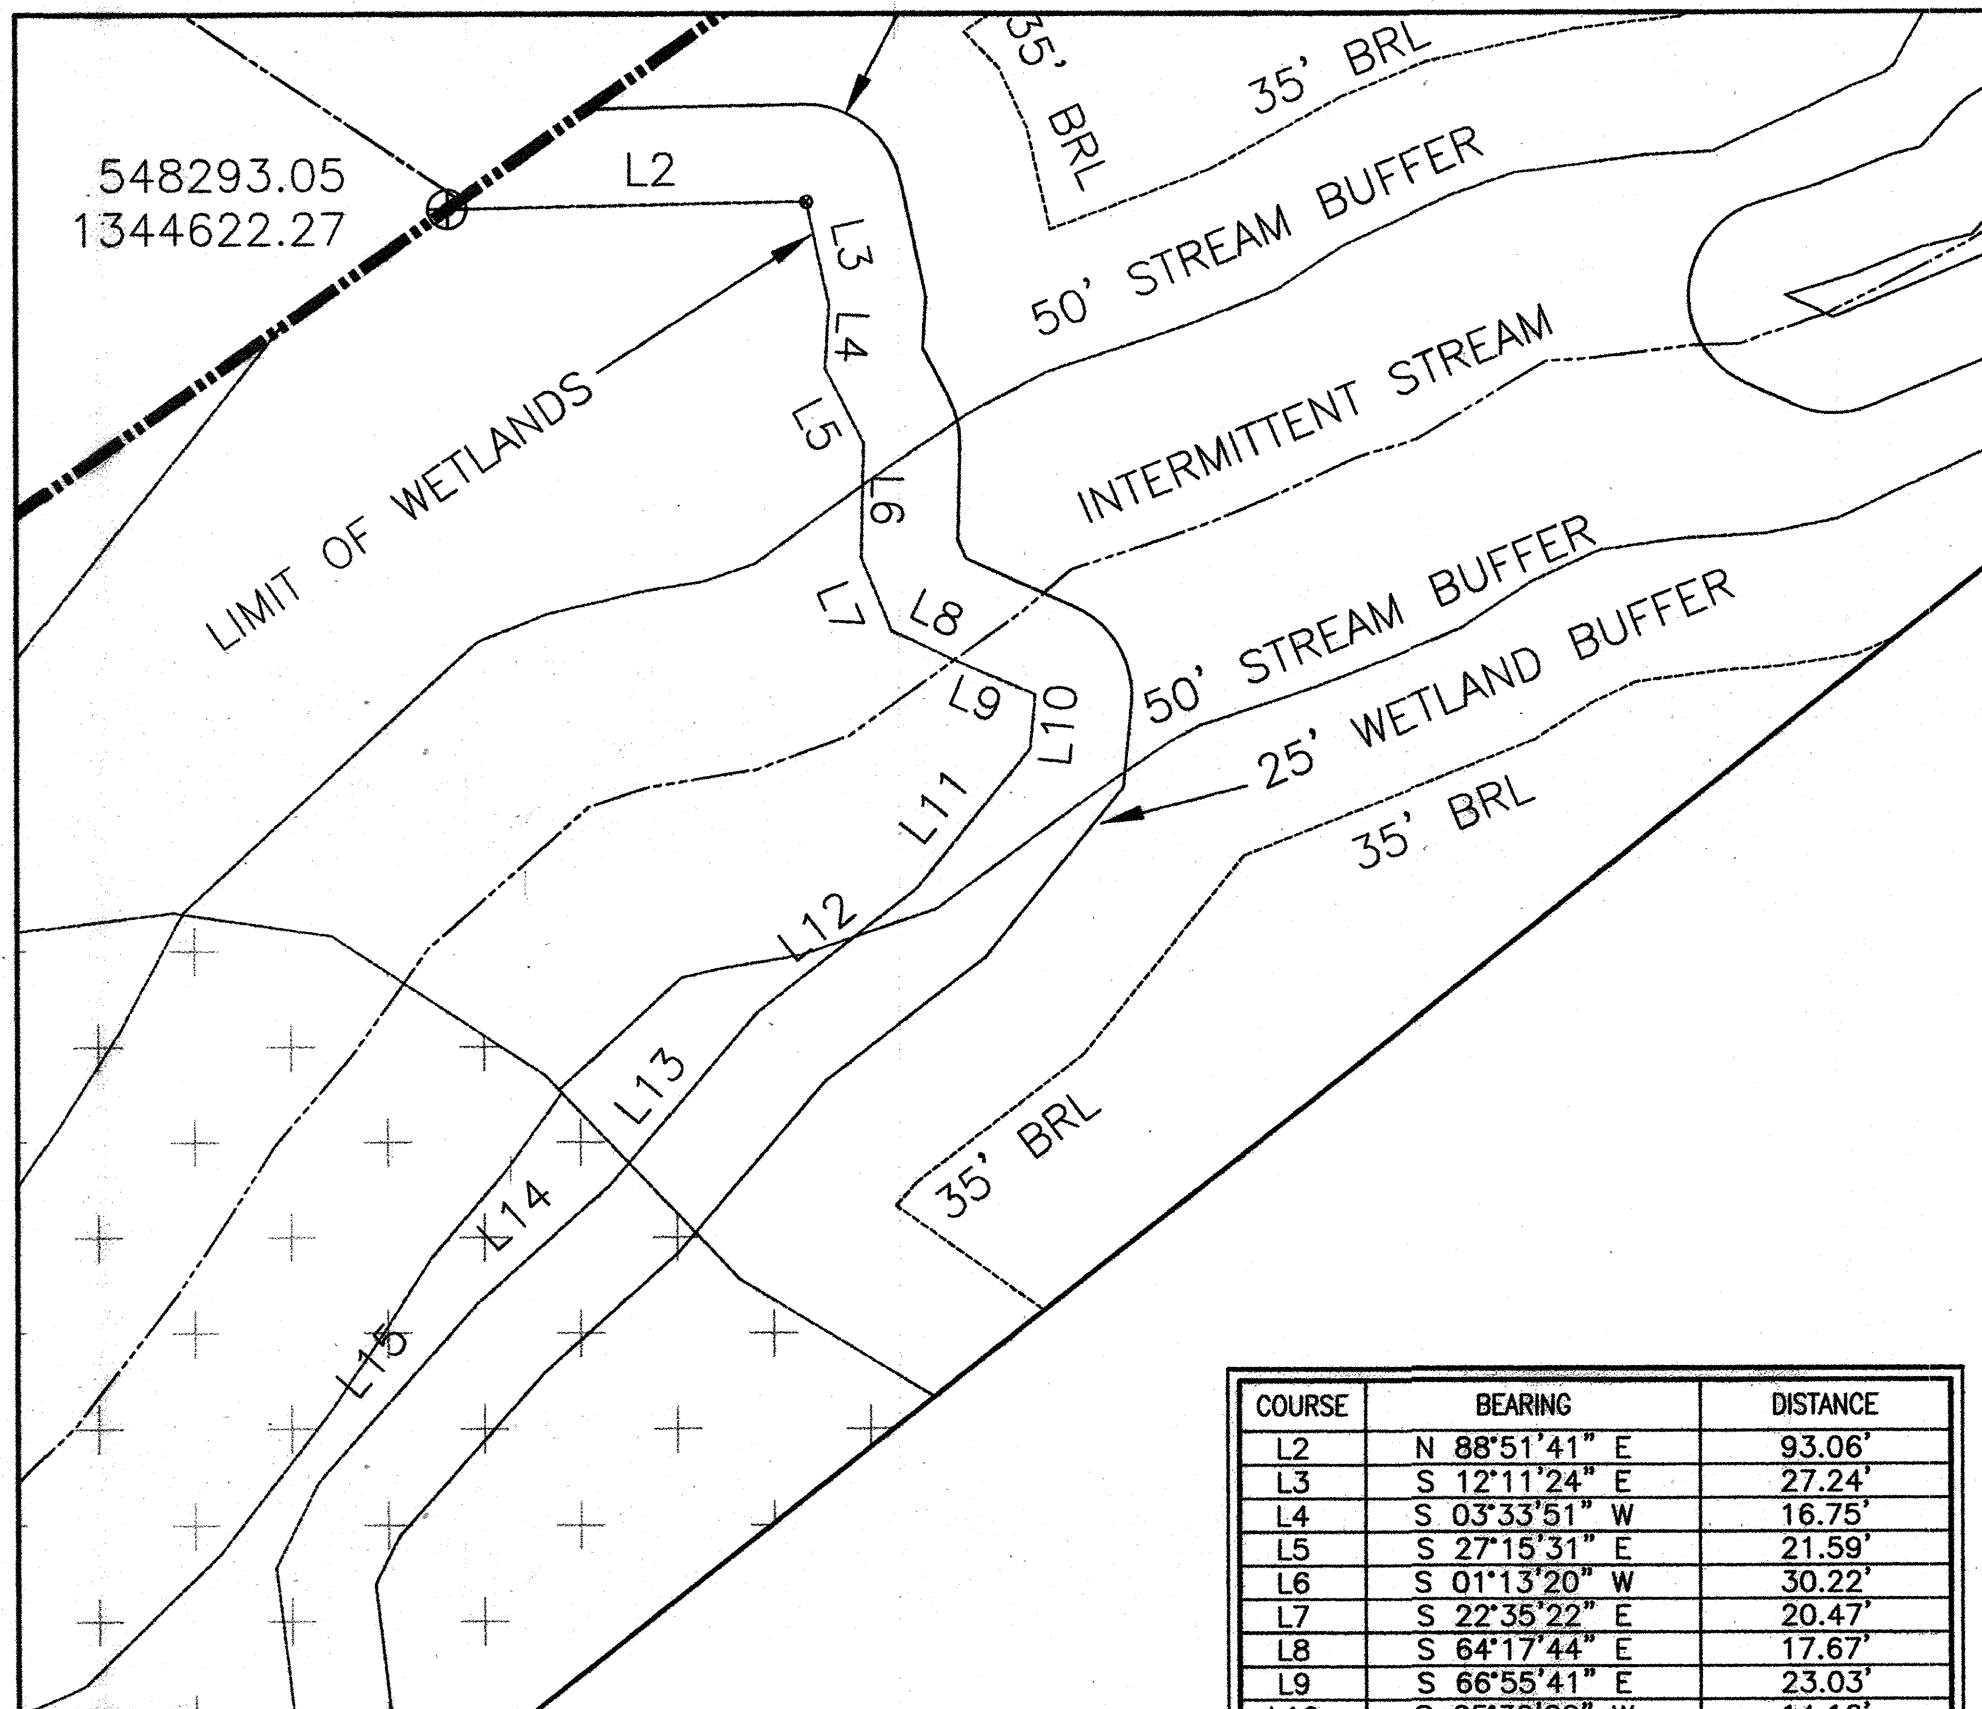 35' BRL
35' BRL
548293.05
1344622.27
L2
L3
50' STREAM BUFFER
L4
LIMIT OF WETLANDS
L5
INTERMITTENT STREAM
L6
L7
L8
50' STREAM BUFFER
L9
L10
25' WETLAND BUFFER
L11
35' BRL
L12
L13
35' BRL
L14
L15
COURSE BEARING DISTANCE
L2 N 88°51'41" E 93.06'
L3 S 12°11'24" E 27.24'
L4 S 03°33'51" W 16.75'
L5 S 27°15'31" E 21.59'
L6 S 01°13'20" W 30.22'
L7 S 22°35'22" E 20.47'
L8 S 64°17'44" E 17.67'
L9 S 66°55'41" E 23.03'